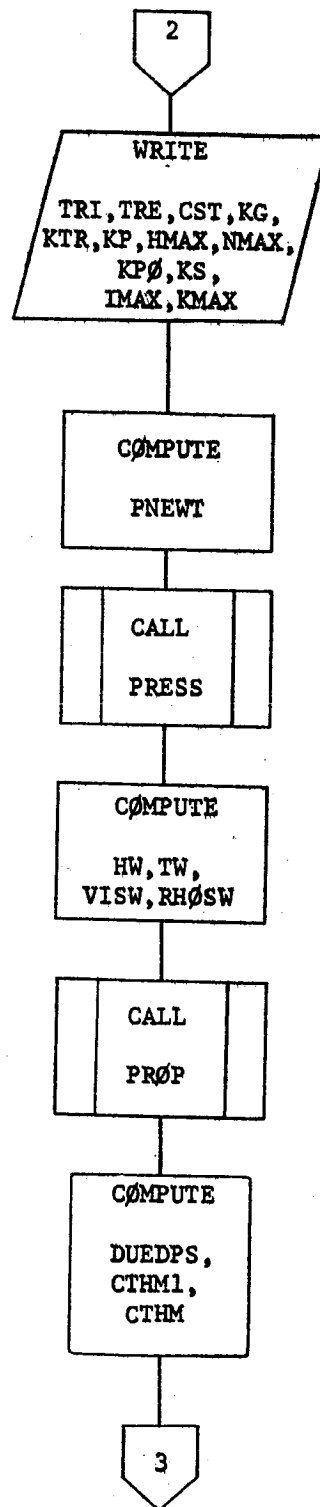 2
WRITE
TRI,TRE,CST,KG,
KTR,KP,HMAX,NMAX,
KPØ,KS,
IMAX,KMAX
CØMPUTE
PNEWT
CALL
PRESS
CØMPUTE
HW,TW,
VISW,RHØSW
CALL
PRØP
CØMPUTE
DUEDPS,
CTHM1,
CTHM
3